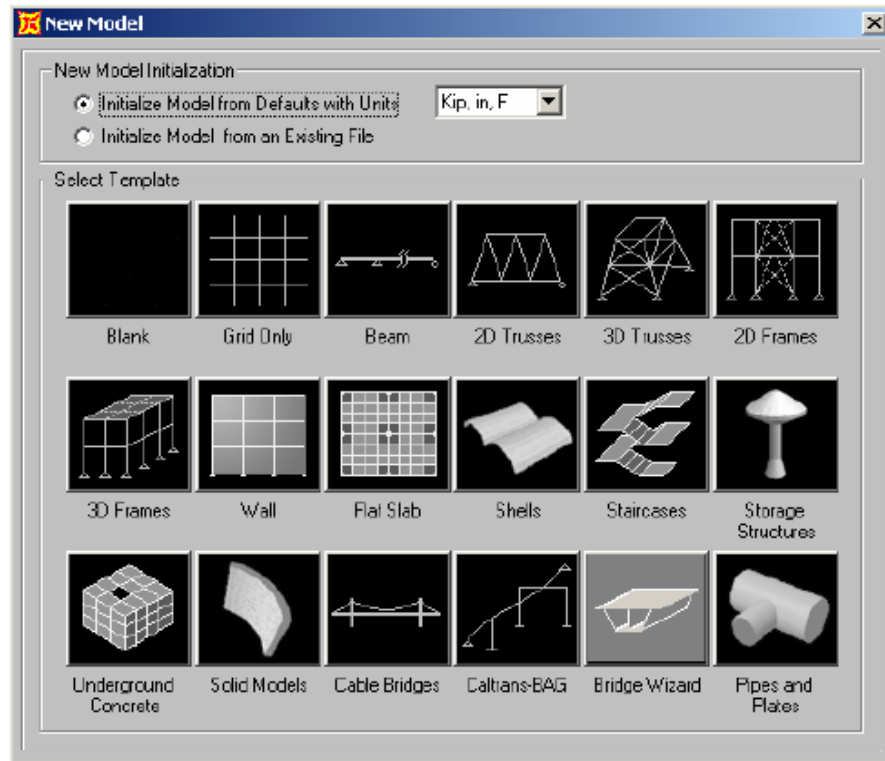 New Model
New Model Initialization
Initialize Model from Defaults with Units
Kip, in, F
Initialize Model from an Existing File
Select Template
Blank
Grid Only
Beam
2D Trusses
3D Trusses
2D Frames
3D Frames
Wall
Flat Slab
Shells
Staircases
Storage
Structures
Underground
Concrete
Solid Models
Cable Bridges
Caltrans-BAG
Bridge Wizard
Pipes and
Plates